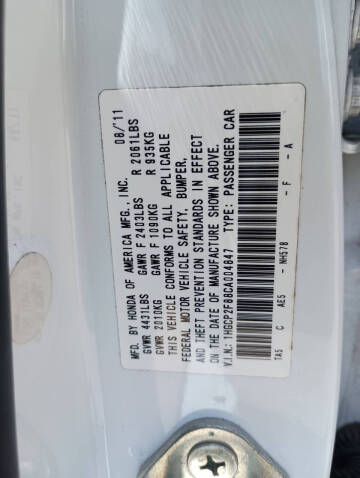 MFD. BY HONDA OF AMERICA MFG., INC. 08/'11
GVWR 4431LBS GAWR F 2403LBS R 2061LBS
GVWR 2010KG GAWR F 1090KG R 935KG
THIS VEHICLE CONFORMS TO ALL APPLICABLE
FEDERAL MOTOR VEHICLE SAFETY, BUMPER,
AND THEFT PREVENTION STANDARDS IN EFFECT
ON THE DATE OF MANUFACTURE SHOWN ABOVE.
V.I.N.: 1HGCP2F88CA004647 TYPE: PASSENGER CAR
TA5 C AE5 - NH578 - F - A